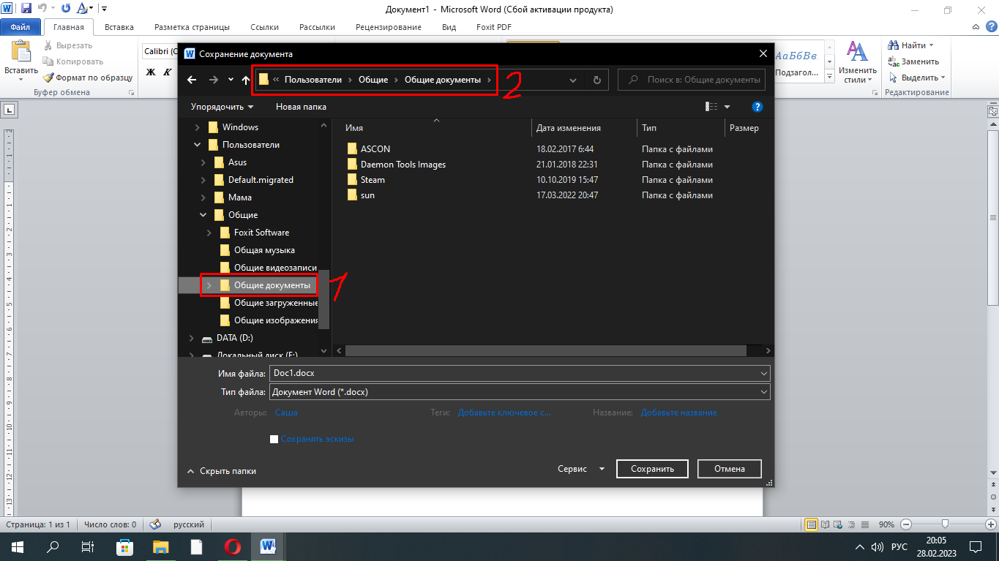 Документ1 - Microsoft Word (Сбой активации продукта)
Файл Главная Вставка Разметка страницы Ссылки Рассылки Рецензирование Вид Foxit PDF
Вставить
Вырезать
Копировать
Формат по образцу
Буфер обмена
Calibri (О
Ж К
АаБбВв.
Подзагол...
Изменить стили
Найти
Заменить
Выделить
Редактирование
Сохранение документа
Пользователи › Общие › Общие документы ›
2
Поиск в: Общие документы
Упорядочить Новая папка
Windows
Пользователи
Asus
Default.migrated
Мама
Общие
Foxit Software
Общая музыка
Общие видеозаписи
Общие документы
1
Общие загруженные
Общие изображения
DATA (D:)
Локальный диск (E:)
Имя Дата изменения Тип Размер
ASCON 18.02.2017 6:44 Папка с файлами
Daemon Tools Images 21.01.2018 22:31 Папка с файлами
Steam 10.10.2019 15:47 Папка с файлами
sun 17.03.2022 20:47 Папка с файлами
Имя файла: Doc1.docx
Тип файла: Документ Word (*.docx)
Авторы: Саша Теги: Добавьте ключевое с... Название: Добавьте название
Сохранять эскизы
Скрыть папки Сервис Сохранить Отмена
Страница: 1 из 1 Число слов: 0 русский 90%
РУС
20:05
28.02.2023